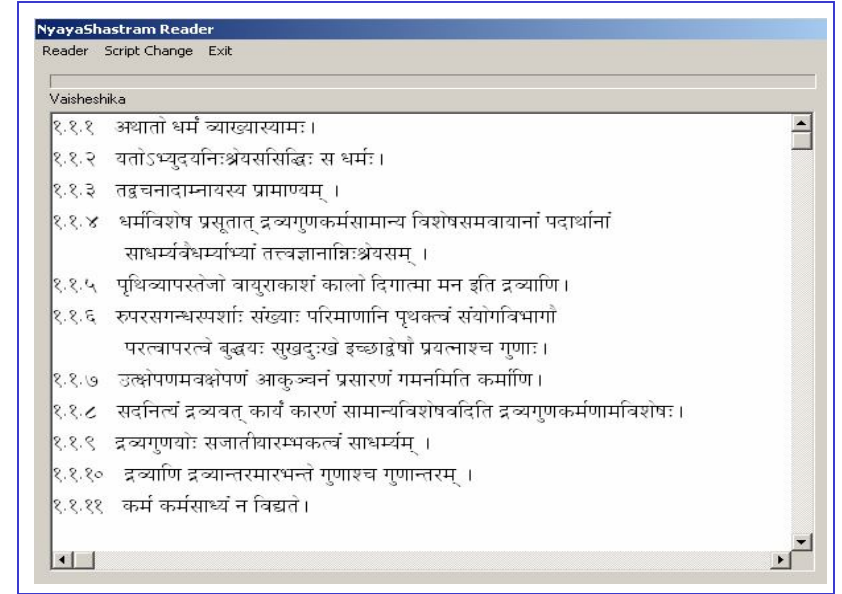 NyayaShastram Reader
Reader Script Change Exit
Vaisheshika
१.१.१ अथातो धर्मं व्याख्यास्यामः।
१.१.२ यतोऽभ्युदयनिःश्रेयससिद्धिः स धर्मः।
१.१.३ तद्वचनादाम्नायस्य प्रामाण्यम् ।
१.१.४ धर्मविशेष प्रसूतात् द्रव्यगुणकर्मसामान्य विशेषसमवायानां पदार्थानां
साधर्म्यवैधर्म्याभ्यां तत्त्वज्ञानान्निःश्रेयसम् ।
१.१.५ पृथिव्यापस्तेजो वायुराकाशं कालो दिगात्मा मन इति द्रव्याणि।
१.१.६ रुपरसगन्धस्पर्शाः संख्याः परिमाणानि पृथक्त्वं संयोगविभागौ
परत्वापरत्वे बुद्धयः सुखदुःखे इच्छाद्वेषौ प्रयत्नाश्च गुणाः।
१.१.७ उत्क्षेपणमवक्षेपणं आकुञ्चनं प्रसारणं गमनमिति कर्माणि।
१.१.८ सदनित्यं द्रव्यवत् कार्यं कारणं सामान्यविशेषवदिति द्रव्यगुणकर्मणामविशेषः।
१.१.९ द्रव्यगुणयोः सजातीयारम्भकत्वं साधर्म्यम् ।
१.१.१० द्रव्याणि द्रव्यान्तरमारभन्ते गुणाश्च गुणान्तरम् ।
१.१.११ कर्म कर्मसाध्यं न विद्यते।